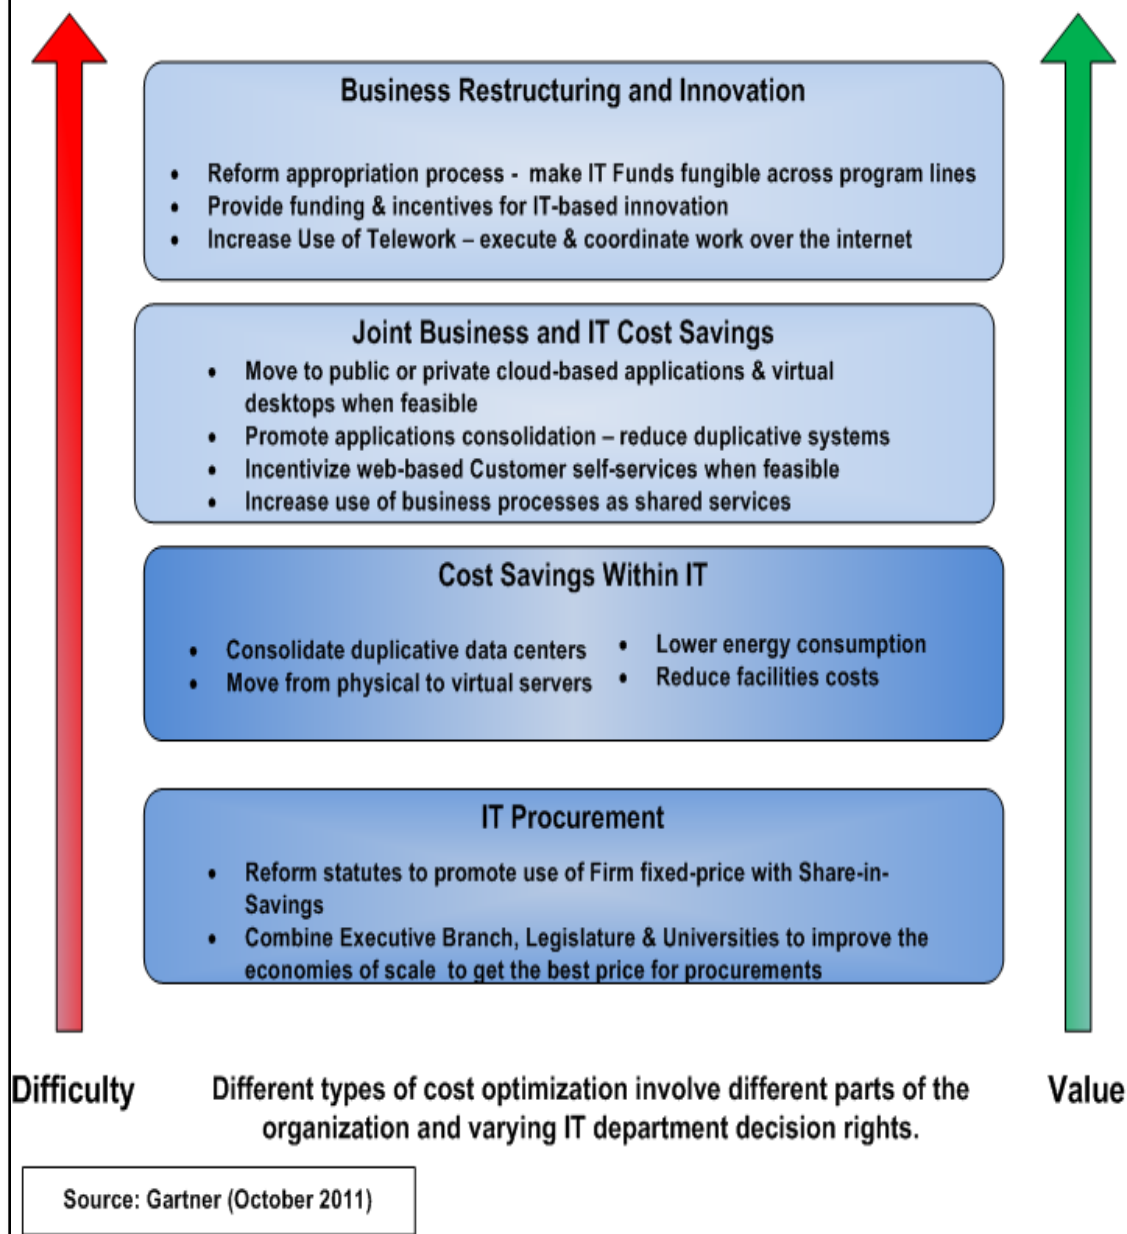 Business Restructuring and Innovation
• Reform appropriation process - make IT Funds fungible across program lines
• Provide funding & incentives for IT-based innovation
• Increase Use of Telework – execute & coordinate work over the internet
Joint Business and IT Cost Savings
• Move to public or private cloud-based applications & virtual
desktops when feasible
• Promote applications consolidation – reduce duplicative systems
• Incentivize web-based Customer self-services when feasible
• Increase use of business processes as shared services
Cost Savings Within IT
• Consolidate duplicative data centers
• Move from physical to virtual servers
• Lower energy consumption
• Reduce facilities costs
IT Procurement
• Reform statutes to promote use of Firm fixed-price with Share-in-
Savings
• Combine Executive Branch, Legislature & Universities to improve the
economies of scale to get the best price for procurements
Difficulty
Different types of cost optimization involve different parts of the
organization and varying IT department decision rights.
Value
Source: Gartner (October 2011)